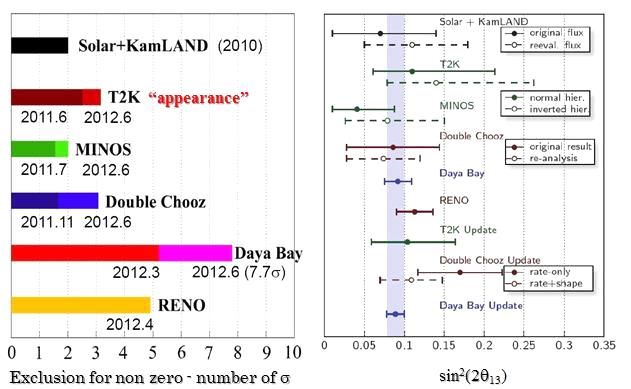 Solar+KamLAND (2010)
T2K “appearance”
2011.6 2012.6
MINOS
2011.7 2012.6
Double Chooz
2011.11 2012.6
Daya Bay
2012.3 2012.6 (7.7σ)
RENO
2012.4
0 1 2 3 4 5 6 7 8 9 10
Exclusion for non zero - number of σ
Solar + KamLAND
original flux
reeval. flux
T2K
normal hier.
inverted hier
MINOS
Double Chooz
original result
re-analysis
Daya Bay
RENO
T2K Update
Double Chooz Update
rate-only
rate+shape
Daya Bay Update
0 0.05 0.1 0.15 0.2 0.25 0.3 0.35
sin²(2θ₁₃)